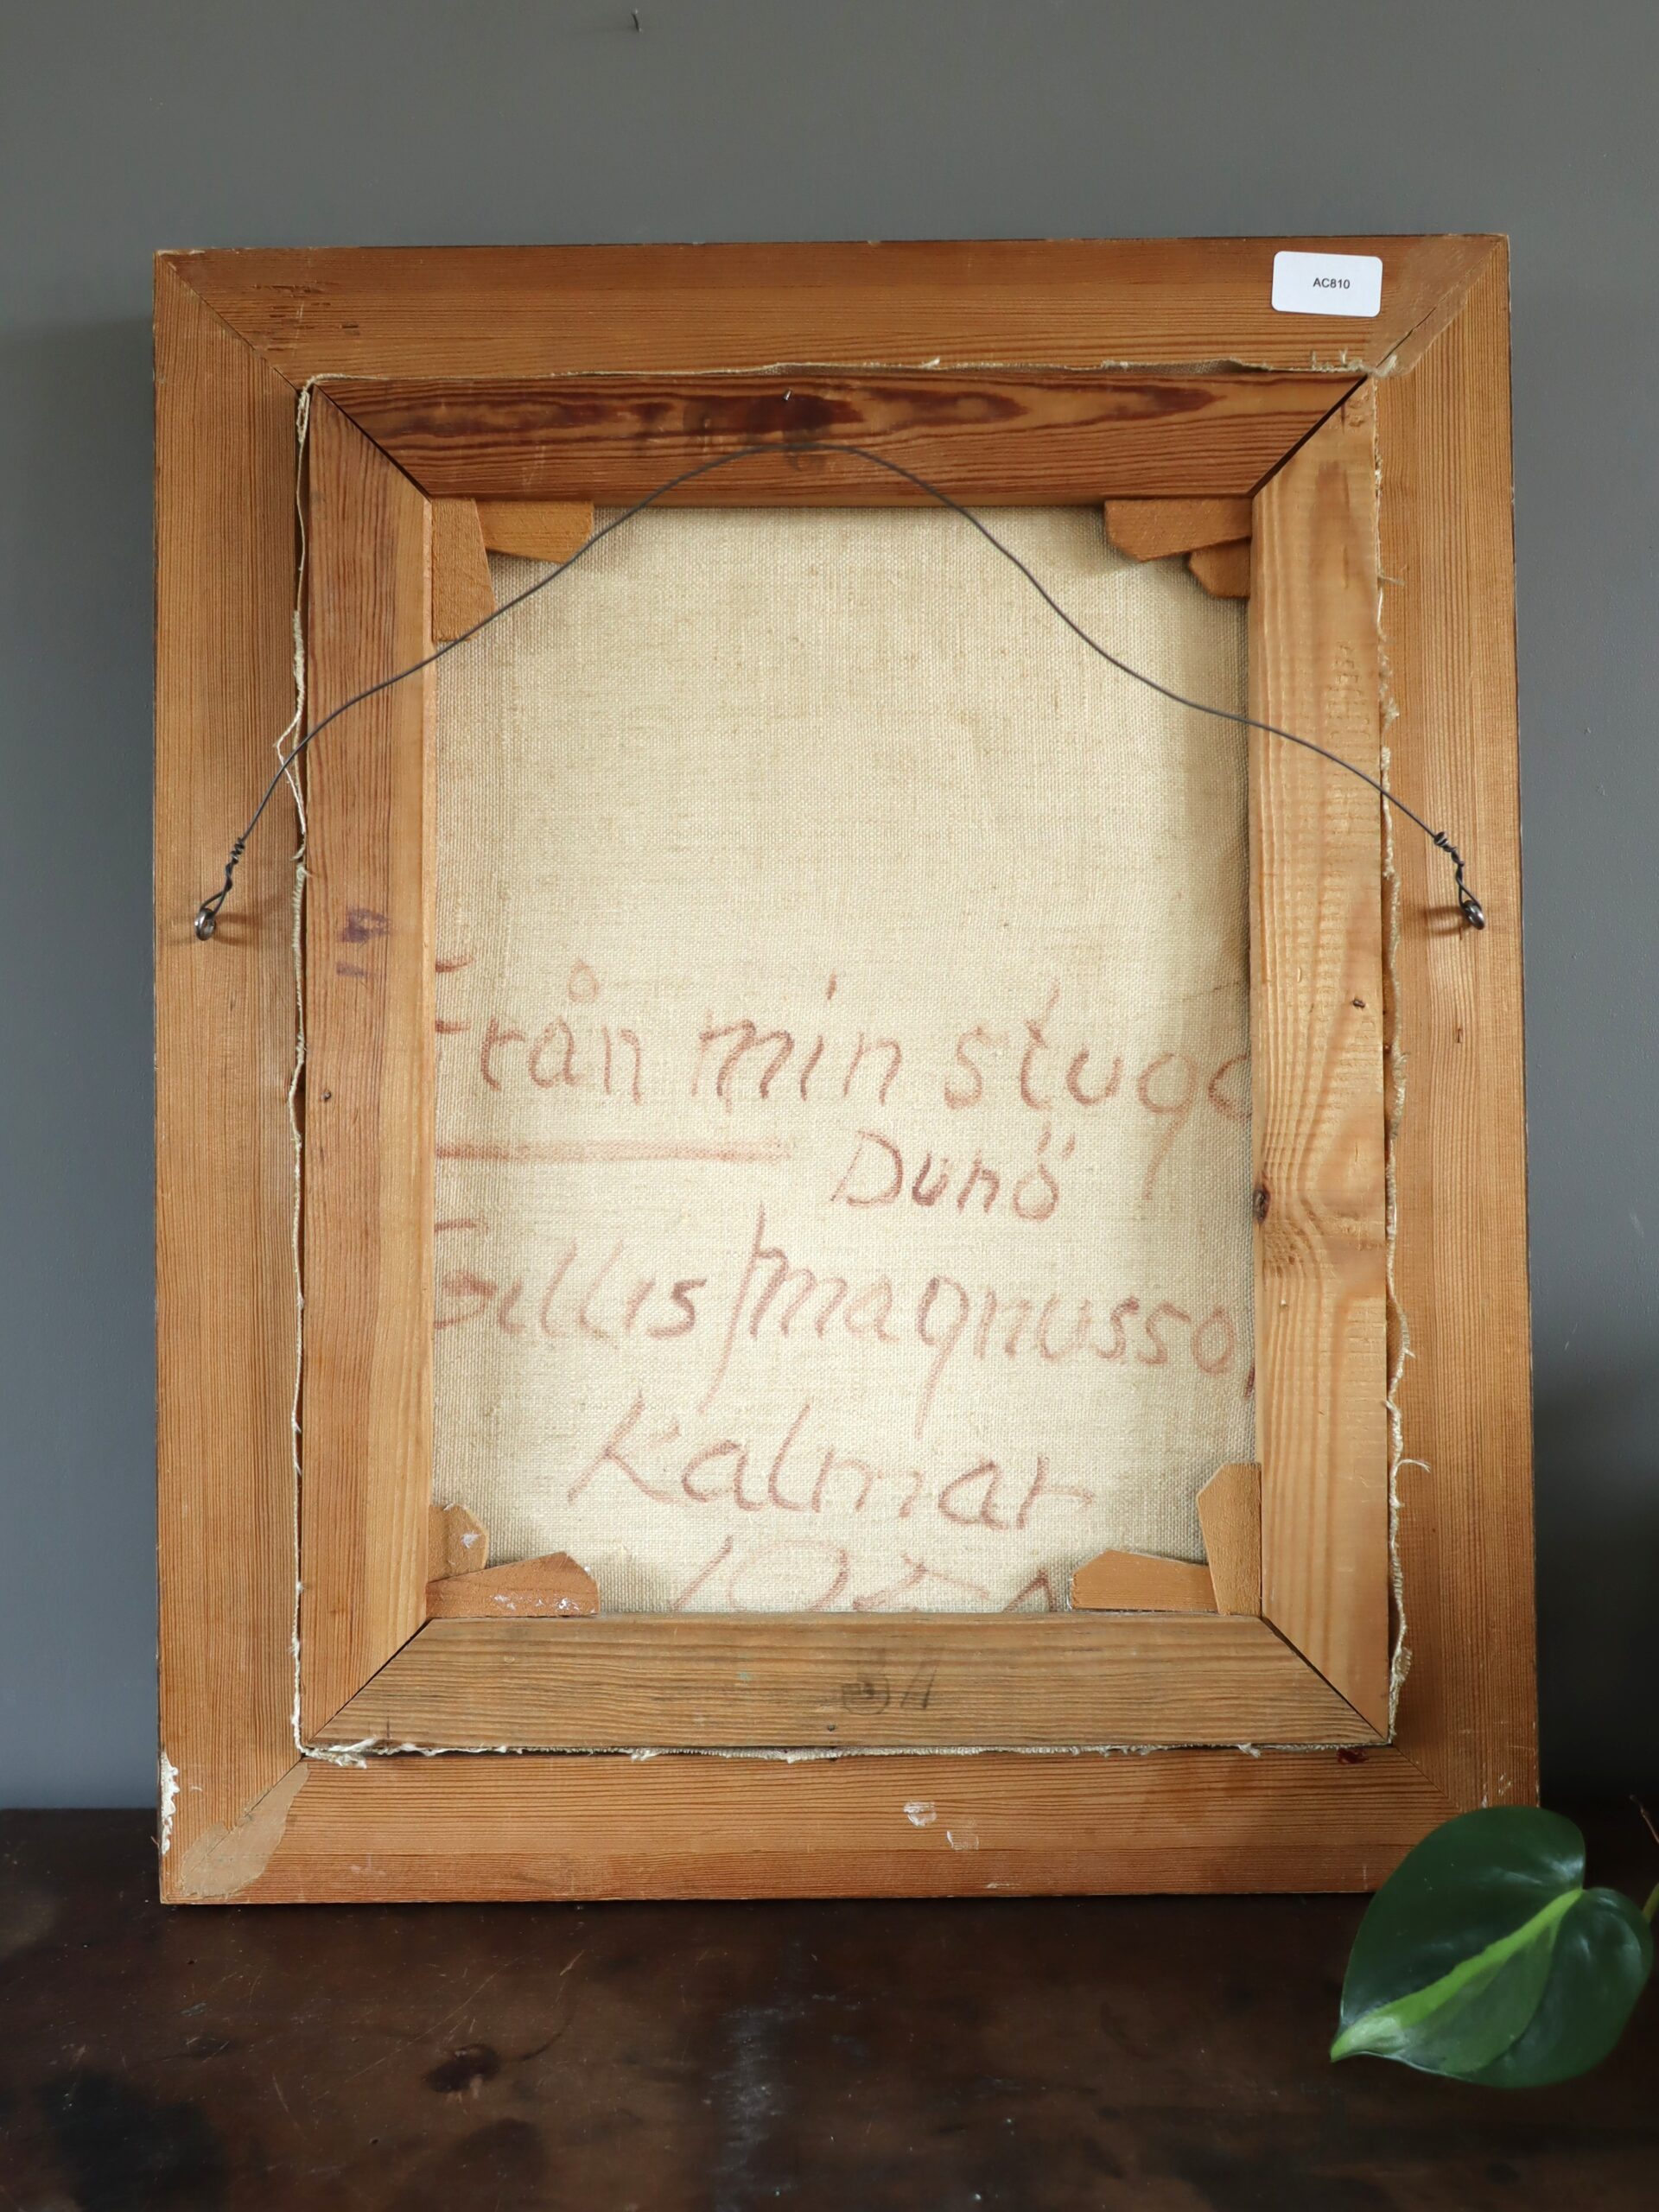 AC810
Från min stuga
Dunö
Gillis Magnusson
Kalmar